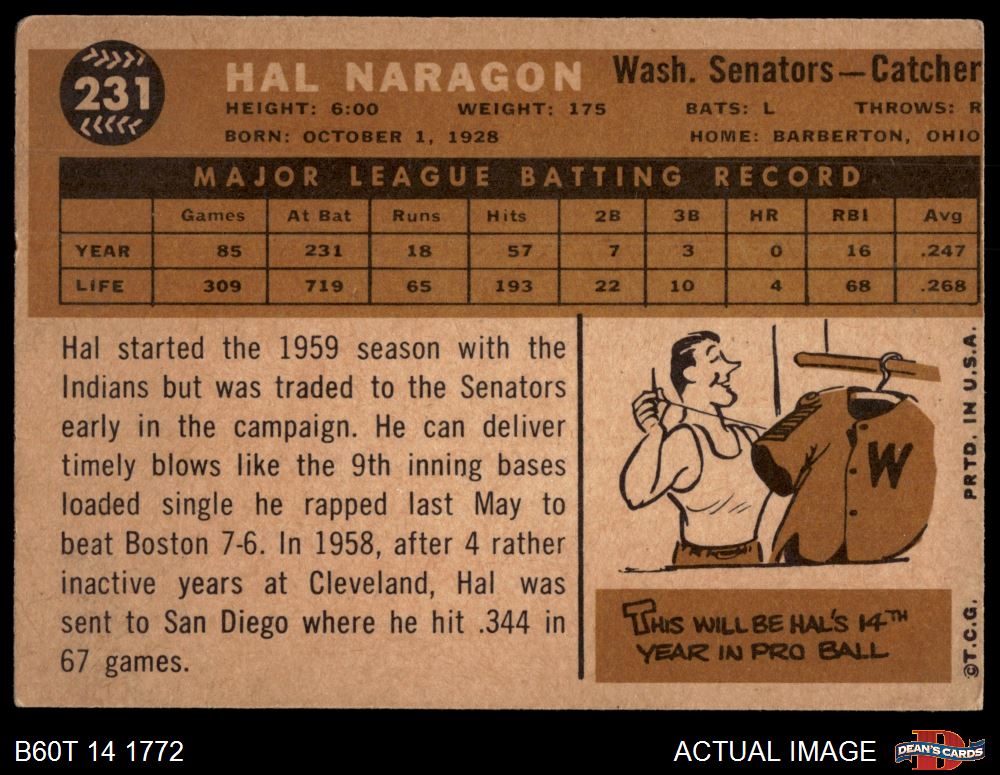 231
HAL NARAGON Wash. Senators—Catcher
HEIGHT: 6:00 WEIGHT: 175 BATS: L THROWS: R
BORN: OCTOBER 1, 1928 HOME: BARBERTON, OHIO
MAJOR LEAGUE BATTING RECORD
Games At Bat Runs Hits 2B 3B HR RBI Avg
YEAR 85 231 18 57 7 3 0 16 .247
LIFE 309 719 65 193 22 10 4 68 .268
Hal started the 1959 season with the
Indians but was traded to the Senators
early in the campaign. He can deliver
timely blows like the 9th inning bases
loaded single he rapped last May to
beat Boston 7-6. In 1958, after 4 rather
inactive years at Cleveland, Hal was
sent to San Diego where he hit .344 in
67 games.
W
THIS WILL BE HAL'S 14TH
YEAR IN PRO BALL
©T.C.G. PRTD. IN U.S.A.
B60T 14 1772 ACTUAL IMAGE
D
DEAN'S CARDS